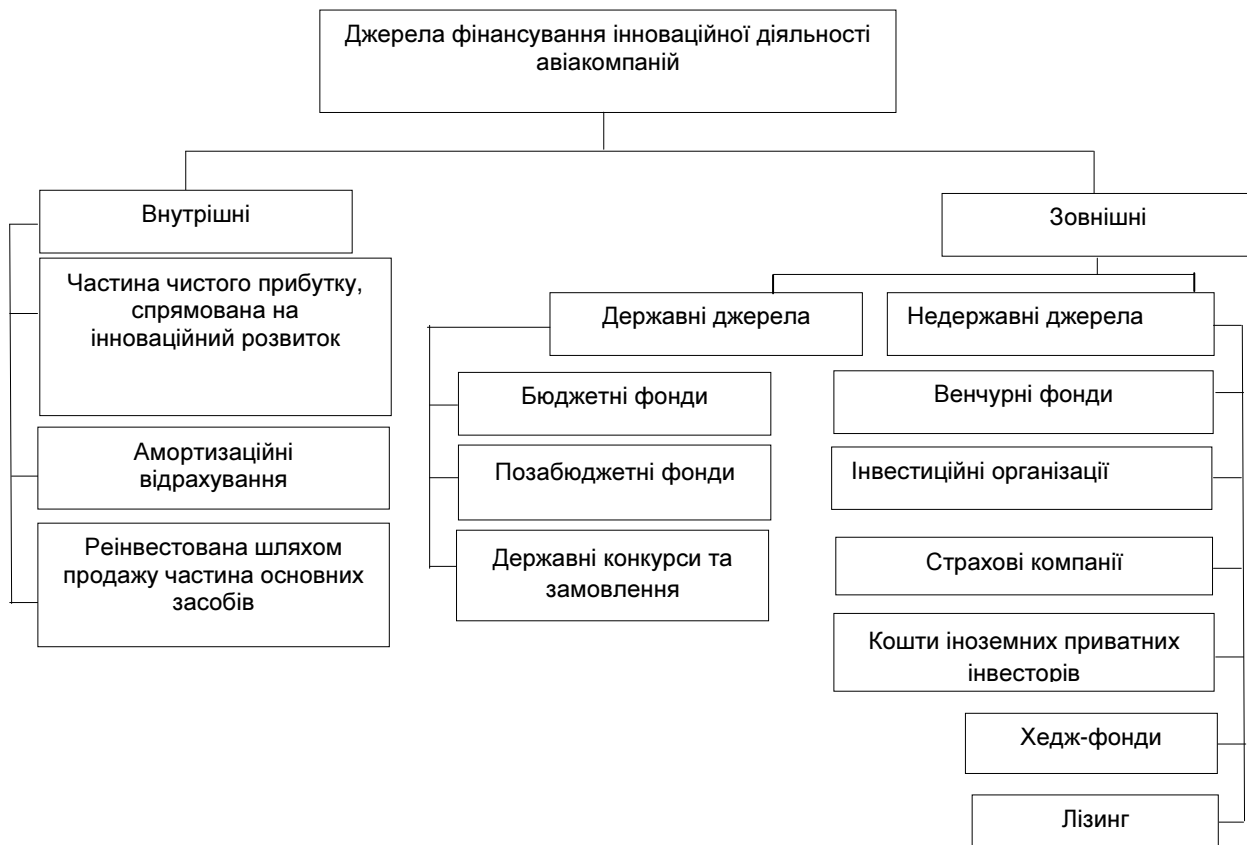 Джерела фінансування інноваційної діяльності
авіакомпаній
Внутрішні
Зовнішні
Частина чистого прибутку,
спрямована на
інноваційний розвиток
Амортизаційні
відрахування
Реінвестована шляхом
продажу частина основних
засобів
Державні джерела
Недержавні джерела
Бюджетні фонди
Позабюджетні фонди
Державні конкурси та
замовлення
Венчурні фонди
Інвестиційні організації
Страхові компанії
Кошти іноземних приватних
інвесторів
Хедж-фонди
Лізинг